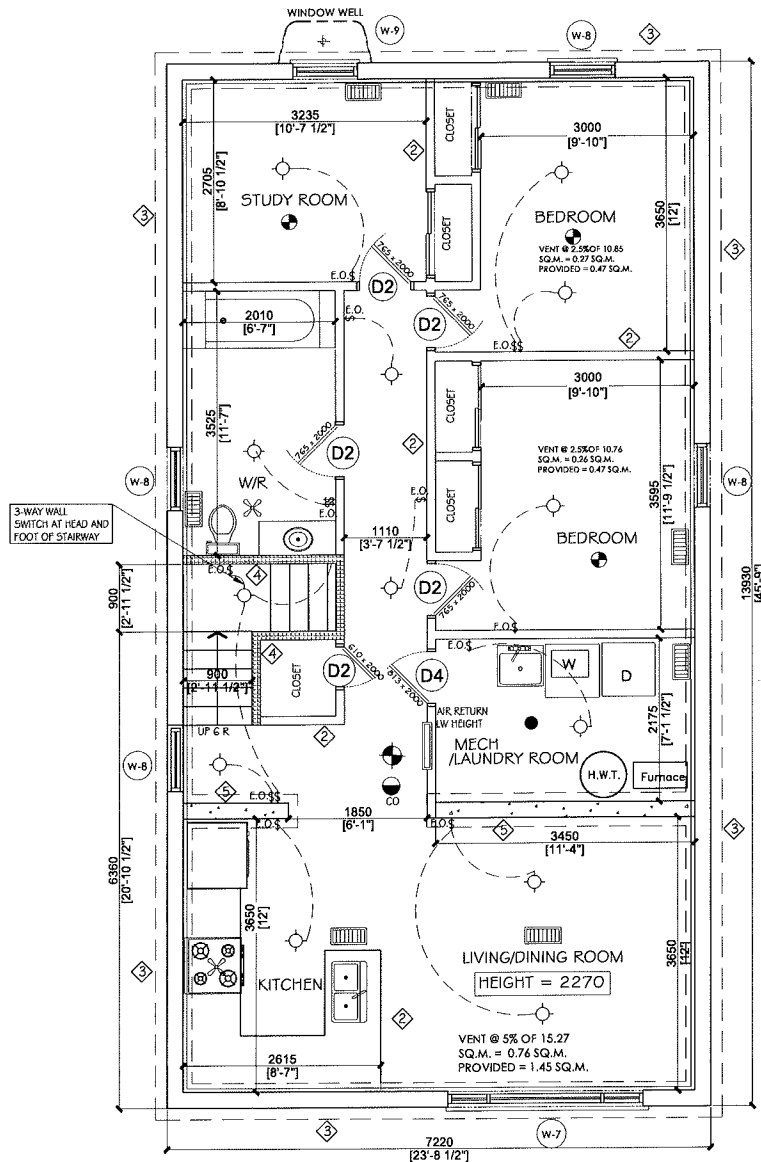 WINDOW WELL
W-9
W-8
3
3235
[10'-7 1/2"]
CLOSET
2
3000
[9'-10"]
2705
[8'-10 1/2"]
STUDY ROOM
3
CLOSET
BEDROOM
3650
[12']
VENT @ 2.5%OF 10.85
SQ.M. = 0.27 SQ.M.
PROVIDED = 0.47 SQ.M.
3
765 x 2000
E.O.$
D2
2010
[6'-7"]
E.O.
$
765 x 2000
D2
E.O.$$
2
3000
[9'-10"]
CLOSET
3525
[11'-7"]
765 x 2000
D2
2
VENT @ 2.5%OF 10.76
SQ.M. = 0.26 SQ.M.
PROVIDED = 0.47 SQ.M.
3595
[11'-9 1/2"]
W-8
W/R
$$
E.O.
E.O.
$
CLOSET
W-8
3-WAY WALL
SWITCH AT HEAD AND
FOOT OF STAIRWAY
1110
[3'-7 1/2"]
BEDROOM
E.O.$
4
900
[2'-11 1/2"]
D2
765 x 2000
13930
[45'-9"]
E.O.$
4
610 x 2000
D2
813 x 2000
D4
E.O.$
W
D
900
[2'-11 1/2"]
CLOSET
2175
[7'-1 1/2"]
UP 6 R
2
AIR RETURN
LW HEIGHT
MECH
/LAUNDRY ROOM
W-8
H.W.T.
Furnace
5
CO
E.O.$$
1850
[6'-1"]
E.O.$
E.O.$
5
3450
[11'-4"]
3
6360
[20'-10 1/2"]
3650
[12']
3650
[12']
LIVING/DINING ROOM
3
KITCHEN
HEIGHT = 2270
2
VENT @ 5% OF 15.27
SQ.M. = 0.76 SQ.M.
PROVIDED = 1.45 SQ.M.
2615
[8'-7"]
3
W-7
7220
[23'-8 1/2"]